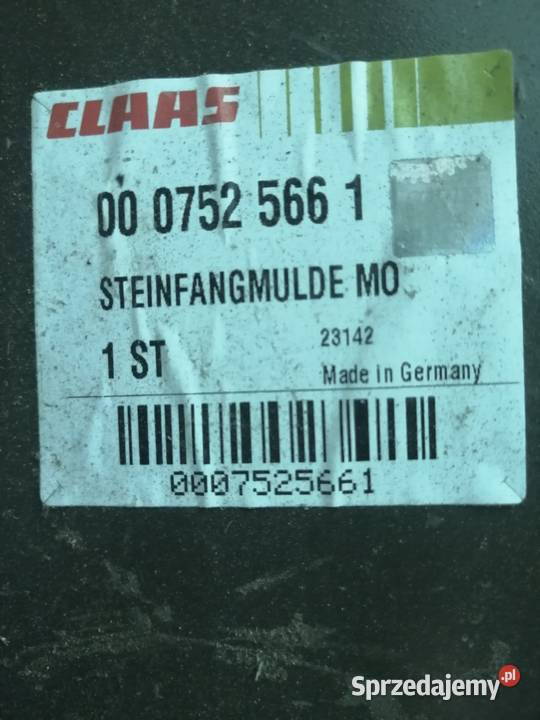 CLAAS
00 0752 566 1
STEINFANGMULDE MO
1 ST
23142
Made in Germany
0007525661
Sprzedajemy.pl